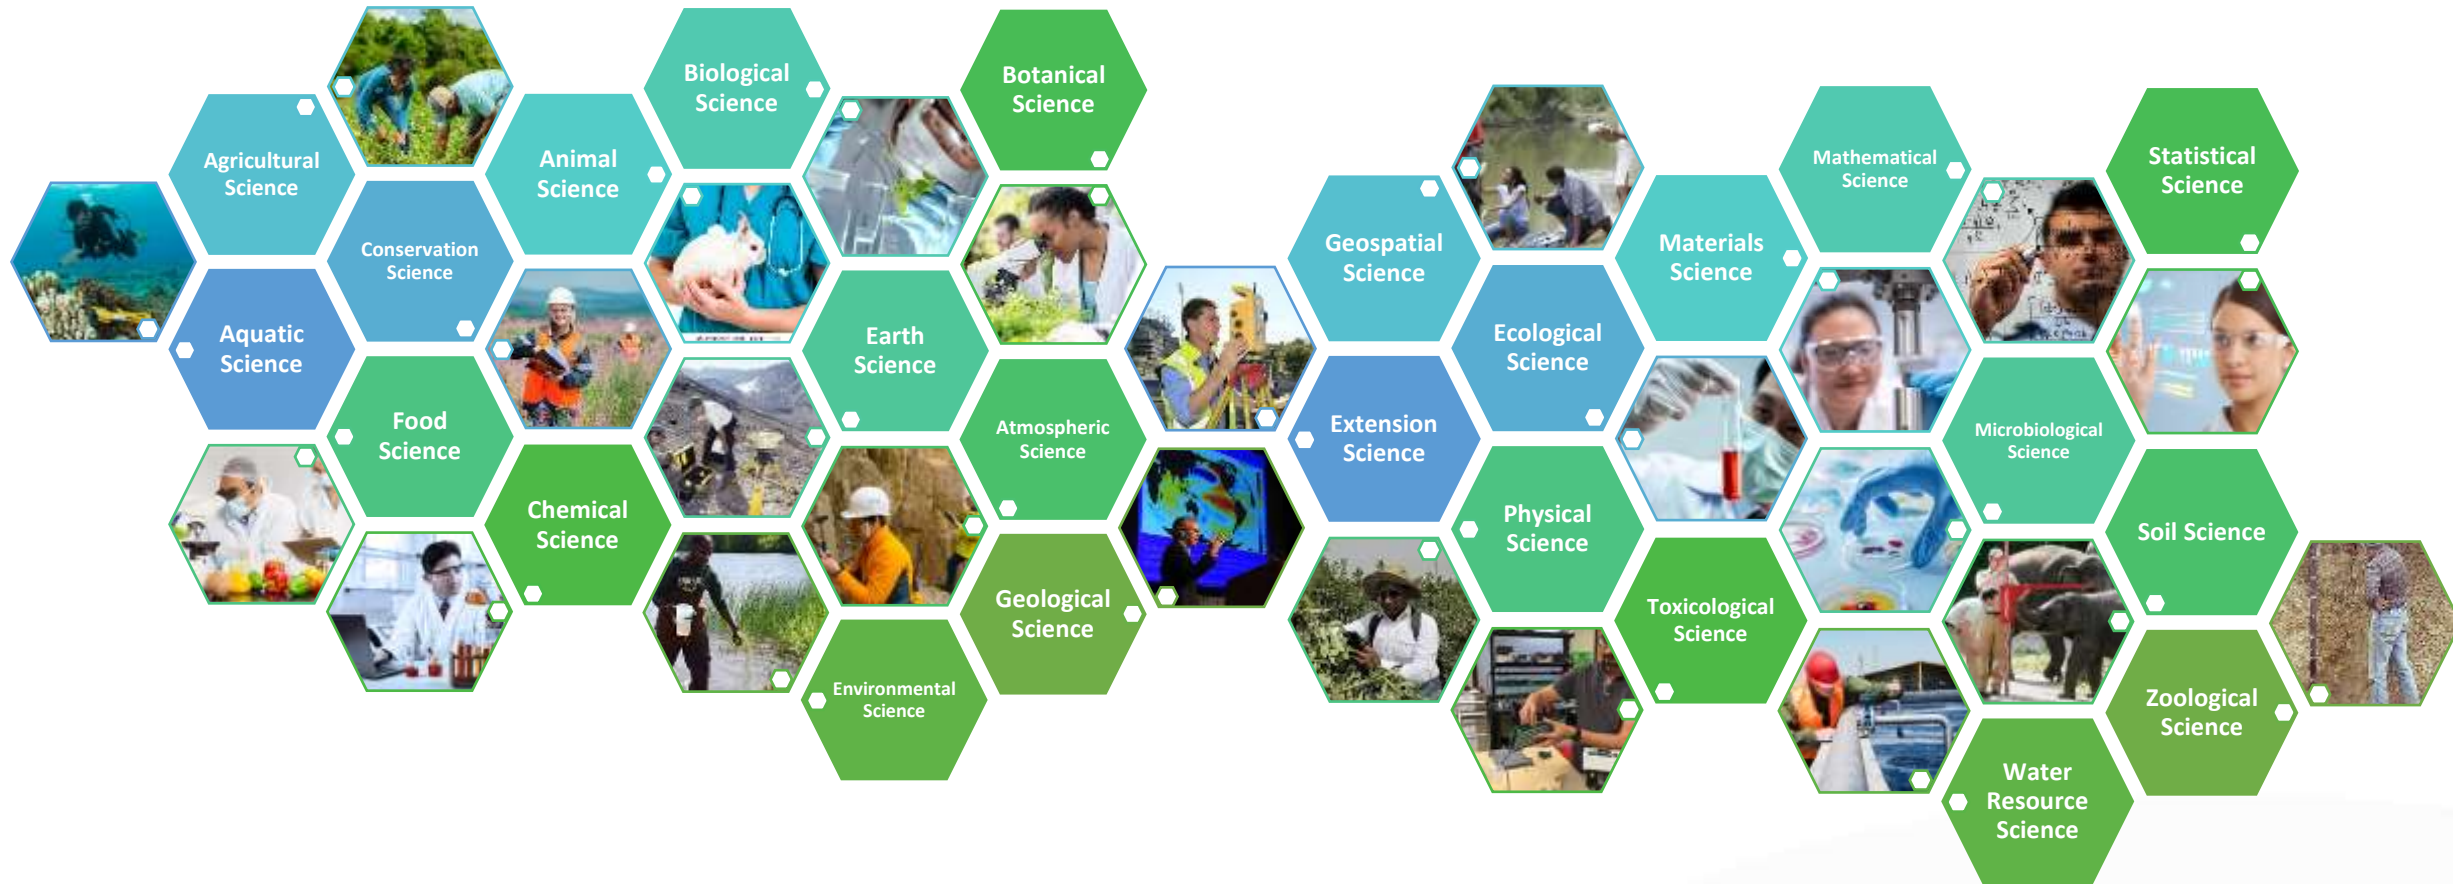 Biological
Science
Botanical
Science
Agricultural
Science
Animal
Science
Conservation
Science
Aquatic
Science
Earth
Science
Food
Science
Atmospheric
Science
Chemical
Science
Geological
Science
Environmental
Science
Mathematical
Science
Statistical
Science
Geospatial
Science
Materials
Science
Ecological
Science
Extension
Science
Microbiological
Science
Physical
Science
Soil Science
Toxicological
Science
Zoological
Science
Water
Resource
Science